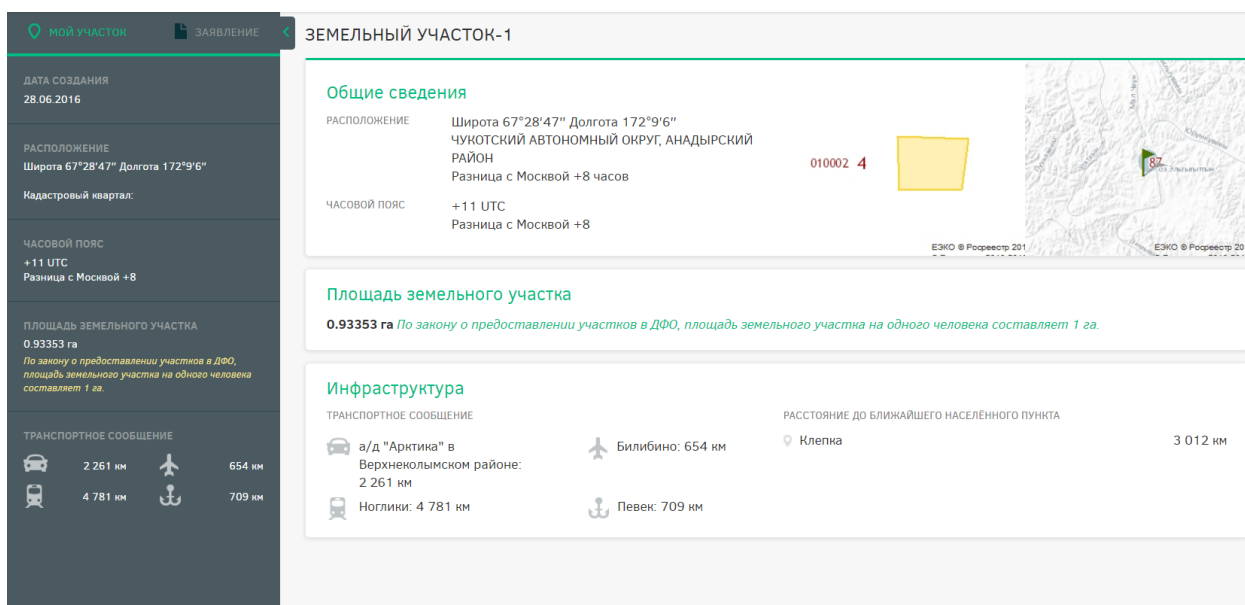 МОЙ УЧАСТОК
ЗАЯВЛЕНИЕ
ДАТА СОЗДАНИЯ
28.06.2016
РАСПОЛОЖЕНИЕ
Широта 67°28'47" Долгота 172°9'6"
Кадастровый квартал:
ЧАСОВОЙ ПОЯС
+11 UTC
Разница с Москвой +8
ПЛОЩАДЬ ЗЕМЕЛЬНОГО УЧАСТКА
0.93353 га
По закону о предоставлении участков в ДФО,
площадь земельного участка на одного человека
составляет 1 га.
ТРАНСПОРТНОЕ СООБЩЕНИЕ
2 261 км
654 км
4 781 км
709 км
ЗЕМЕЛЬНЫЙ УЧАСТОК-1
Общие сведения
РАСПОЛОЖЕНИЕ
Широта 67°28'47" Долгота 172°9'6"
ЧУКОТСКИЙ АВТОНОМНЫЙ ОКРУГ, АНАДЫРСКИЙ
РАЙОН
Разница с Москвой +8 часов
ЧАСОВОЙ ПОЯС
+11 UTC
Разница с Москвой +8
010002 4
ЕЭКО © Росреестр 201
87
оз.Эльгыгытгын
ЕЭКО © Росреестр 20
Площадь земельного участка
0.93353 га По закону о предоставлении участков в ДФО, площадь земельного участка на одного человека составляет 1 га.
Инфраструктура
ТРАНСПОРТНОЕ СООБЩЕНИЕ
а/д "Арктика" в
Верхнеколымском районе:
2 261 км
Билибино: 654 км
Ноглики: 4 781 км
Певек: 709 км
РАССТОЯНИЕ ДО БЛИЖАЙШЕГО НАСЕЛЁННОГО ПУНКТА
Клепка
3 012 км